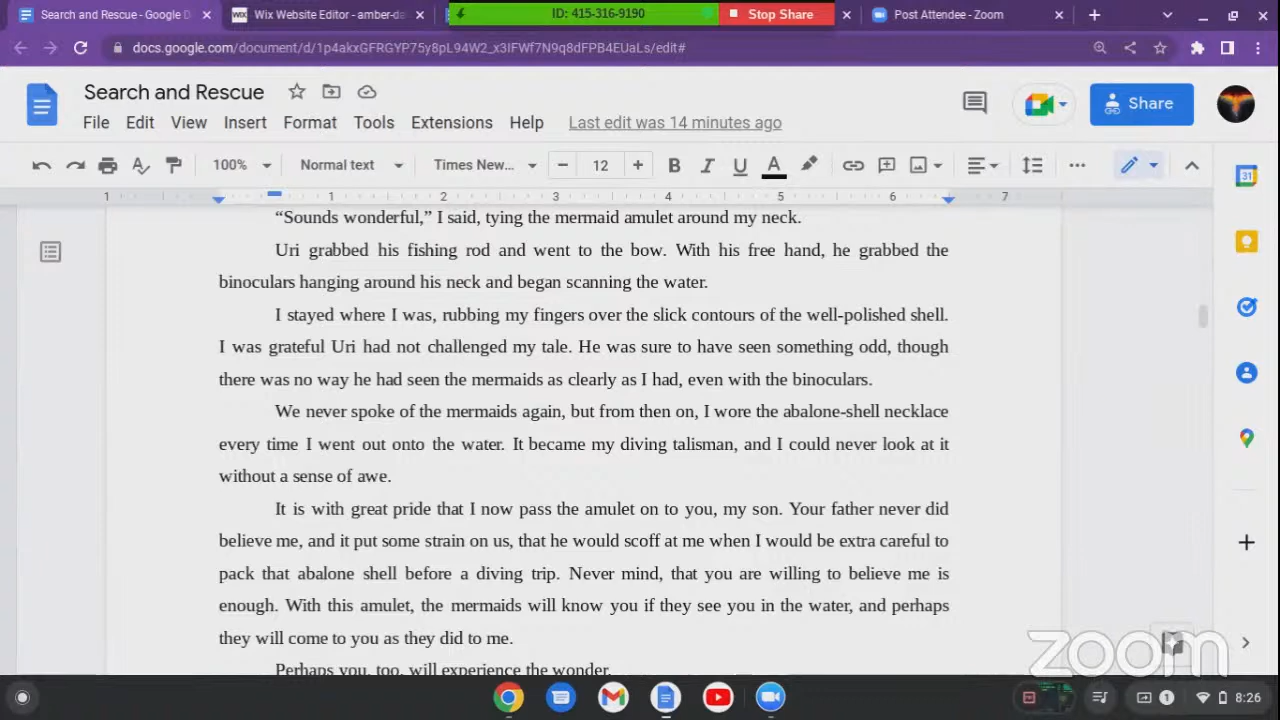 Search and Rescue - Google D
Wix Website Editor - amber-da
ID: 415-316-9190
Stop Share
Post Attendee - Zoom
docs.google.com/document/d/1p4akxGFRGYP75y8pL94W2_x3IFWf7N9q8dFPB4EUaLs/edit#
Search and Rescue
Share
File Edit View Insert Format Tools Extensions Help Last edit was 14 minutes ago
100% Normal text Times New... 12
1 1 2 3 4 5 6 7
“Sounds wonderful,” I said, tying the mermaid amulet around my neck.
Uri grabbed his fishing rod and went to the bow. With his free hand, he grabbed the
binoculars hanging around his neck and began scanning the water.
I stayed where I was, rubbing my fingers over the slick contours of the well-polished shell.
I was grateful Uri had not challenged my tale. He was sure to have seen something odd, though
there was no way he had seen the mermaids as clearly as I had, even with the binoculars.
We never spoke of the mermaids again, but from then on, I wore the abalone-shell necklace
every time I went out onto the water. It became my diving talisman, and I could never look at it
without a sense of awe.
It is with great pride that I now pass the amulet on to you, my son. Your father never did
believe me, and it put some strain on us, that he would scoff at me when I would be extra careful to
pack that abalone shell before a diving trip. Never mind, that you are willing to believe me is
enough. With this amulet, the mermaids will know you if they see you in the water, and perhaps
they will come to you as they did to me.
Perhaps you, too, will experience the wonder.
zoom
1 8:26